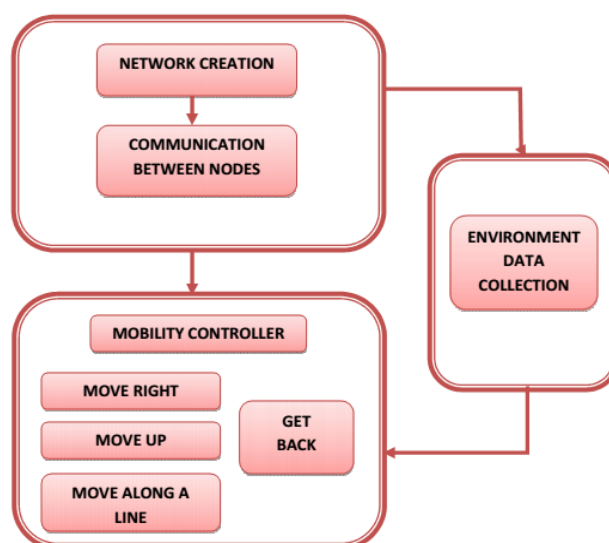 NETWORK CREATION
COMMUNICATION
BETWEEN NODES
ENVIRONMENT
DATA
COLLECTION
MOBILITY CONTROLLER
MOVE RIGHT
MOVE UP
MOVE ALONG A
LINE
GET
BACK